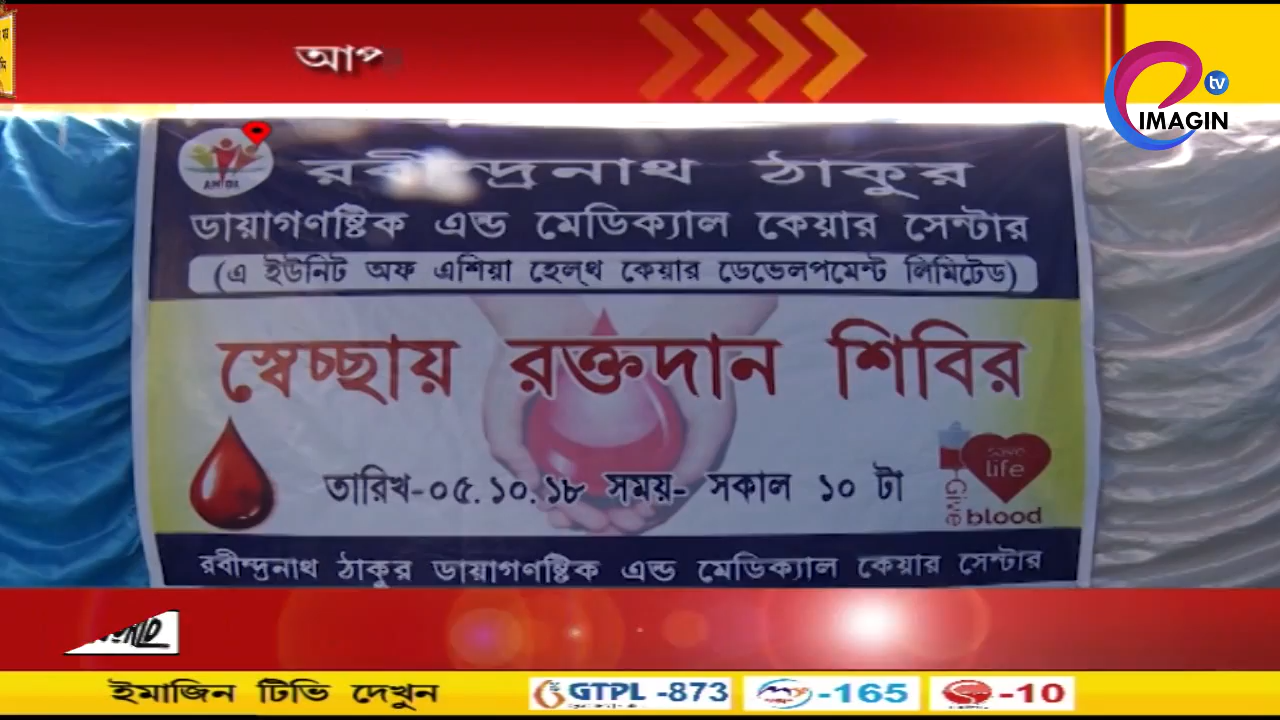 আপ
tv
IMAGIN
রবীন্দ্রনাথ ঠাকুর
ডায়াগণষ্টিক এন্ড মেডিক্যাল কেয়ার সেন্টার
(এ ইউনিট অফ এশিয়া হেল্থ কেয়ার ডেভেলপমেন্ট লিমিটেড)
স্বেচ্ছায় রক্তদান শিবির
save
life
তারিখ-০৫.১০.১৮ সময়- সকাল ১০ টা
Give
blood
রবীন্দ্রনাথ ঠাকুর ডায়াগণষ্টিক এন্ড মেডিক্যাল কেয়ার সেন্টার
ইমাজিন টিভি দেখুন GTPL -873 -165 -10